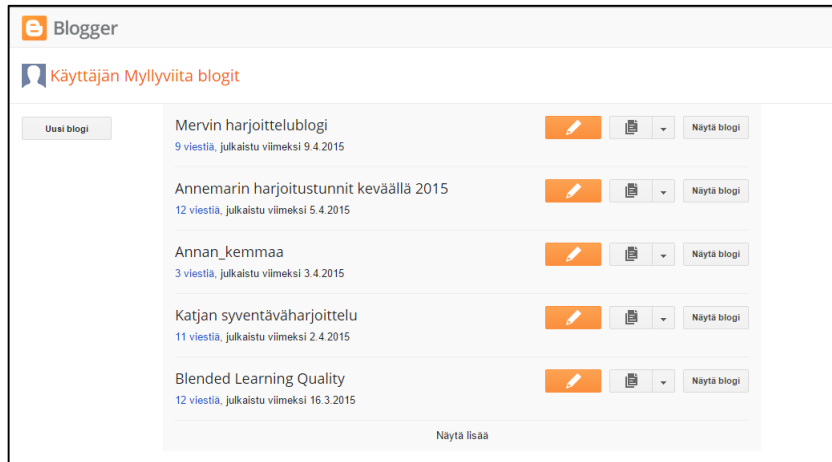 Blogger
Käyttäjän Myllyviita blogit
Uusi blogi
Mervin harjoittelublogi
9 viestiä, julkaistu viimeksi 9.4.2015
Näytä blogi
Annemarin harjoitustunnit keväällä 2015
12 viestiä, julkaistu viimeksi 5.4.2015
Näytä blogi
Annan_kemmaa
3 viestiä, julkaistu viimeksi 3.4.2015
Näytä blogi
Katjan syventäväharjoittelu
11 viestiä, julkaistu viimeksi 2.4.2015
Näytä blogi
Blended Learning Quality
12 viestiä, julkaistu viimeksi 16.3.2015
Näytä blogi
Näytä lisää